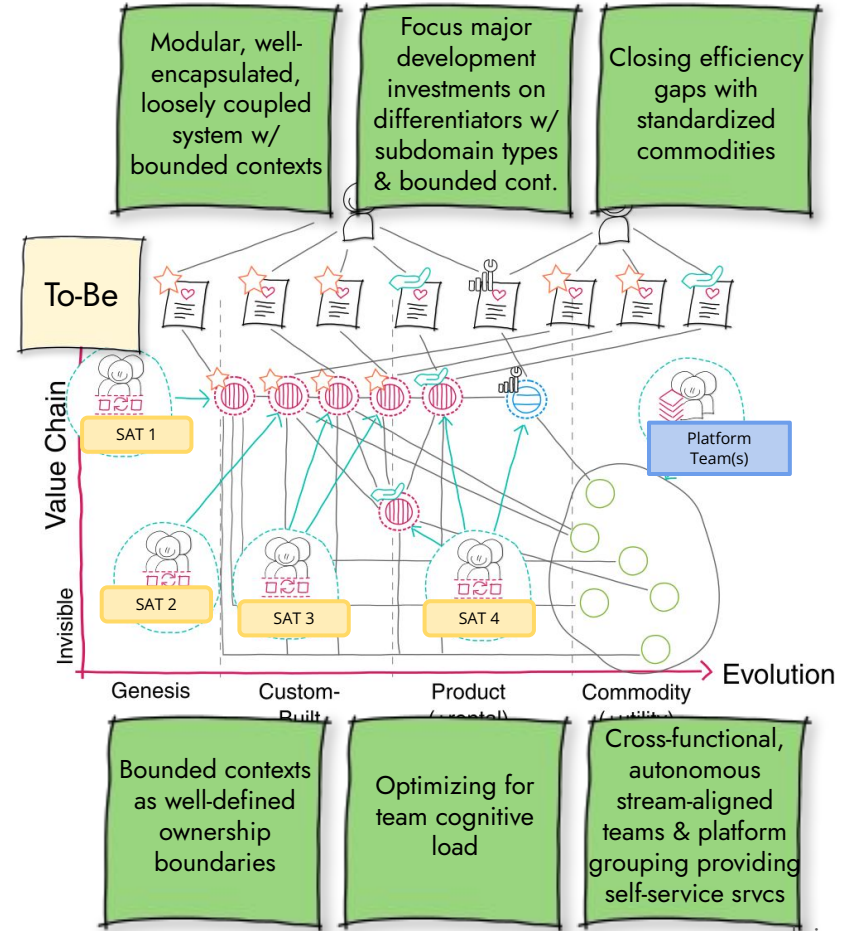 Modular, well-
encapsulated,
loosely coupled
system w/
bounded contexts
Focus major
development
investments on
differentiators w/
subdomain types
& bounded cont.
Closing efficiency
gaps with
standardized
commodities
To-Be
Value Chain
Invisible
SAT 1
SAT 2
SAT 3
SAT 4
Platform
Team(s)
Evolution
Genesis
Custom-
Built
Product
(+rental)
Commodity
(+utility)
Bounded contexts
as well-defined
ownership
boundaries
Optimizing for
team cognitive
load
Cross-functional,
autonomous
stream-aligned
teams & platform
grouping providing
self-service srvcs